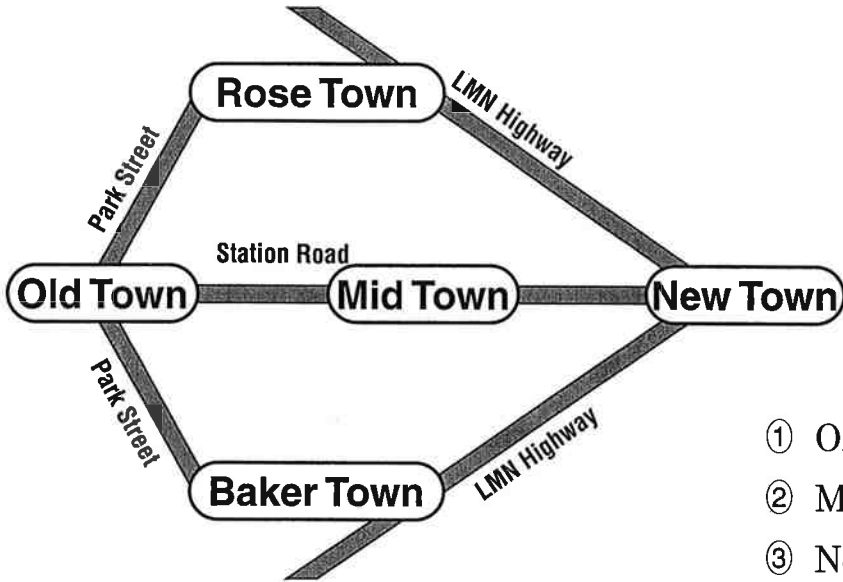 Rose Town
LMN Highway
Park Street
Station Road
Old Town
Mid Town
New Town
Park Street
LMN Highway
Baker Town
①
② M
③